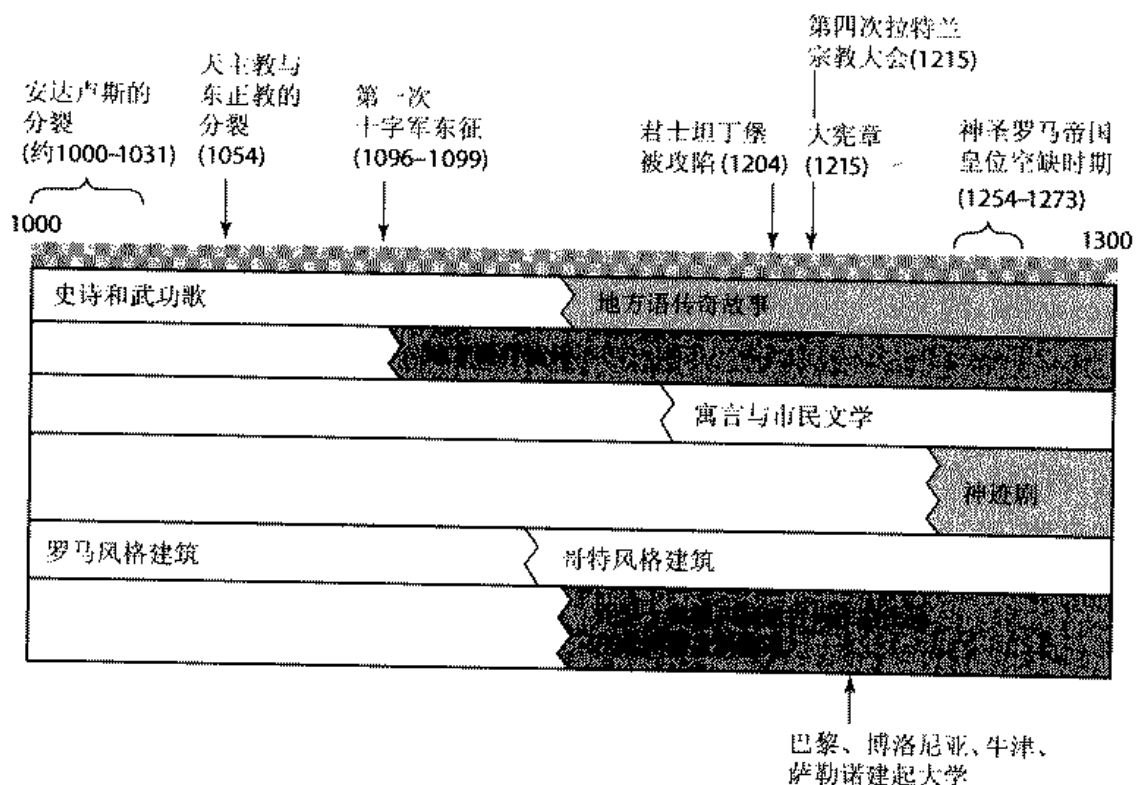 第四次拉特兰
宗教大会(1215)
天主教与
东正教的
分裂
(1054)
安达卢斯的
分裂
(约1000–1031)
第一次
十字军东征
(1096–1099)
君士坦丁堡
被攻陷(1204)
大宪章
(1215)
神圣罗马帝国
皇位空缺时期
(1254–1273)
1000
1300
史诗和武功歌
地方语传奇故事
寓言与市民文学
神迹剧
罗马风格建筑
哥特风格建筑
巴黎、博洛尼亚、牛津、
萨勒诺建起大学